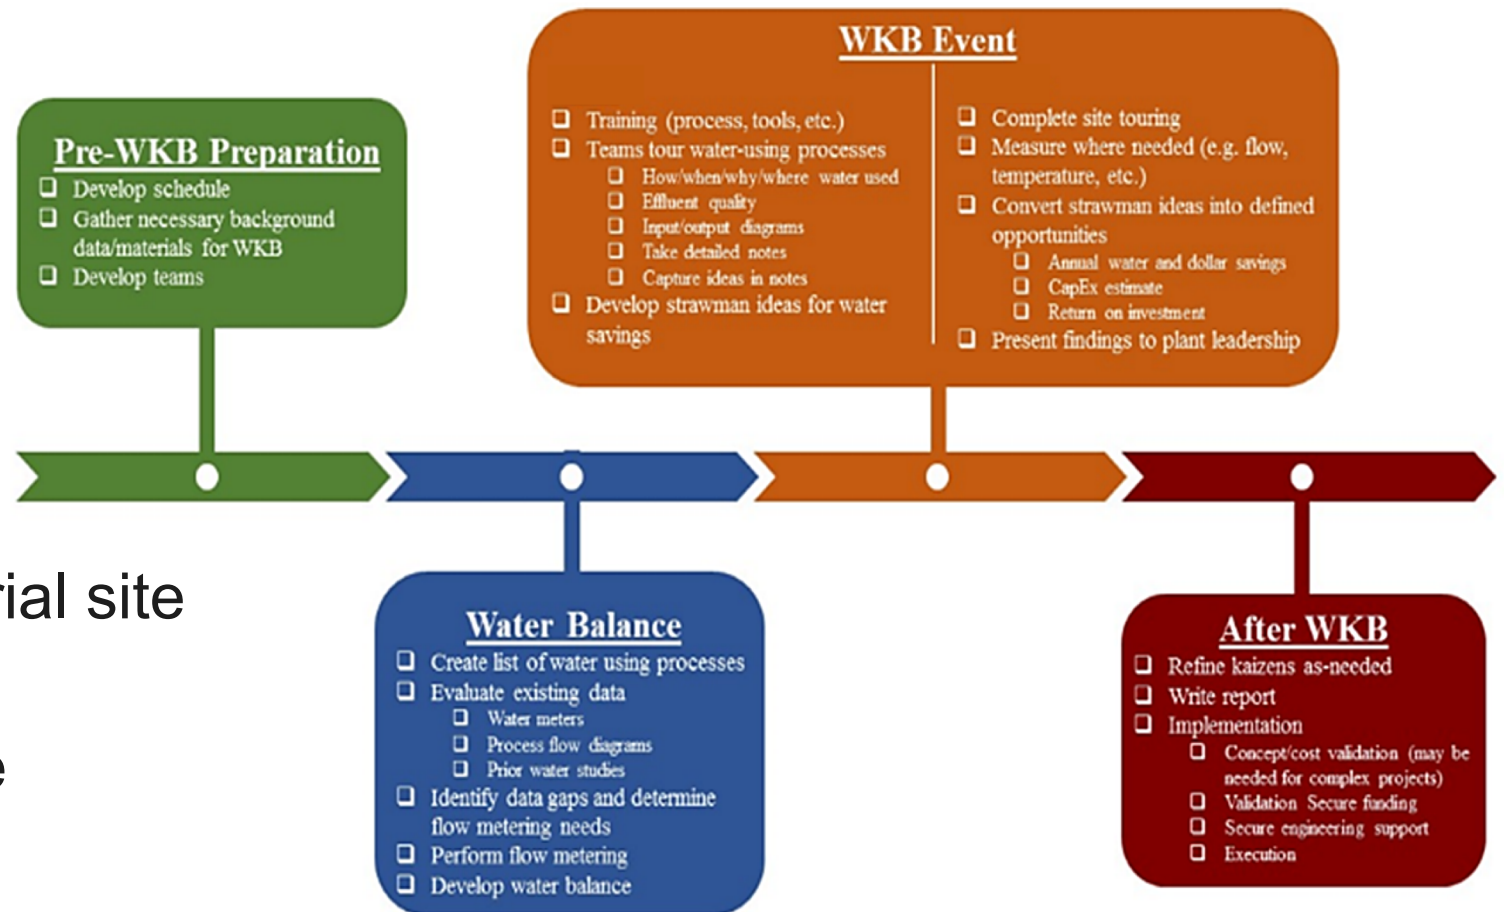 Pre-WKB Preparation
❑ Develop schedule
❑ Gather necessary background
data/materials for WKB
❑ Develop teams
WKB Event
❑ Training (process, tools, etc.)
❑ Teams tour water-using processes
❑ How/when/why/where water used
❑ Effluent quality
❑ Input/output diagrams
❑ Take detailed notes
❑ Capture ideas in notes
❑ Develop strawman ideas for water
savings
❑ Complete site touring
❑ Measure where needed (e.g. flow,
temperature, etc.)
❑ Convert strawman ideas into defined
opportunities
❑ Annual water and dollar savings
❑ CapEx estimate
❑ Return on investment
❑ Present findings to plant leadership
rial site
e
Water Balance
❑ Create list of water using processes
❑ Evaluate existing data
❑ Water meters
❑ Process flow diagrams
❑ Prior water studies
❑ Identify data gaps and determine
flow metering needs
❑ Perform flow metering
❑ Develop water balance
After WKB
❑ Refine kaizens as-needed
❑ Write report
❑ Implementation
❑ Concept/cost validation (may be
needed for complex projects)
❑ Validation Secure funding
❑ Secure engineering support
❑ Execution